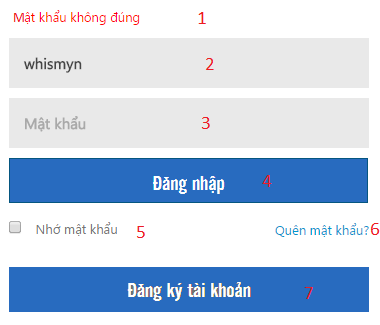 Mật khẩu không đúng 1
whismyn 2
Mật khẩu 3
Đăng nhập 4
Nhớ mật khẩu 5 Quên mật khẩu? 6
Đăng ký tài khoản 7